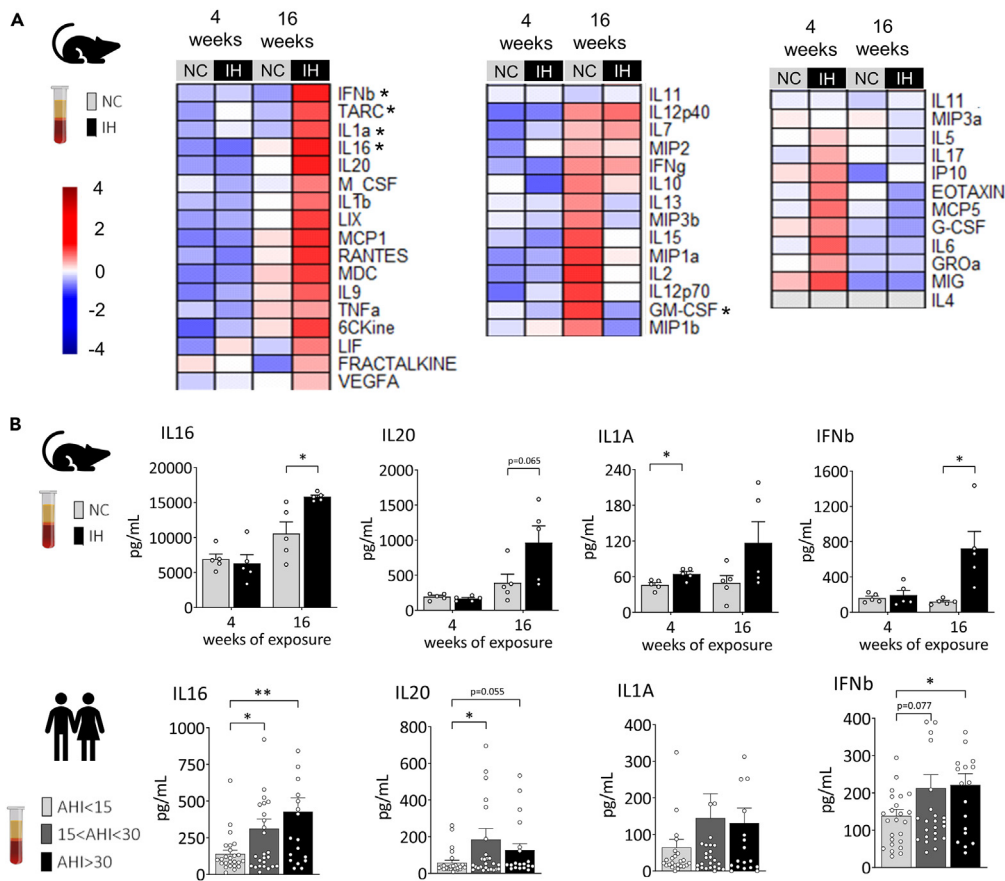 A
NC
IH
4
2
0
-2
-4
4 weeks
16 weeks
NC IH NC IH
IFNb *
TARC *
IL1a *
IL16 *
IL20
M_CSF
ILTb
LIX
MCP1
RANTES
MDC
IL9
TNFa
6CKine
LIF
FRACTALKINE
VEGFA
4 weeks
16 weeks
NC IH NC IH
IL11
IL12p40
IL7
MIP2
IFNg
IL10
IL13
MIP3b
IL15
MIP1a
IL2
IL12p70
GM-CSF *
MIP1b
4 weeks
16 weeks
NC IH NC IH
IL11
MIP3a
IL5
IL17
IP10
EOTAXIN
MCP5
G-CSF
IL6
GROa
MIG
IL4
B
NC
IH
IL16
pg/mL
20000
15000
10000
5000
0
*
4 16
weeks of exposure
IL20
pg/mL
2000
1500
1000
500
0
p=0.065
4 16
weeks of exposure
IL1A
pg/mL
240
180
120
60
0
*
4 16
weeks of exposure
IFNb
pg/mL
1600
1200
800
400
0
*
4 16
weeks of exposure
AHI<15
15<AHI<30
AHI>30
IL16
pg/mL
1000
750
500
250
0
**
*
IL20
pg/mL
800
600
400
200
0
p=0.055
*
IL1A
pg/mL
400
300
200
100
0
IFNb
pg/mL
400
300
200
100
0
*
p=0.077